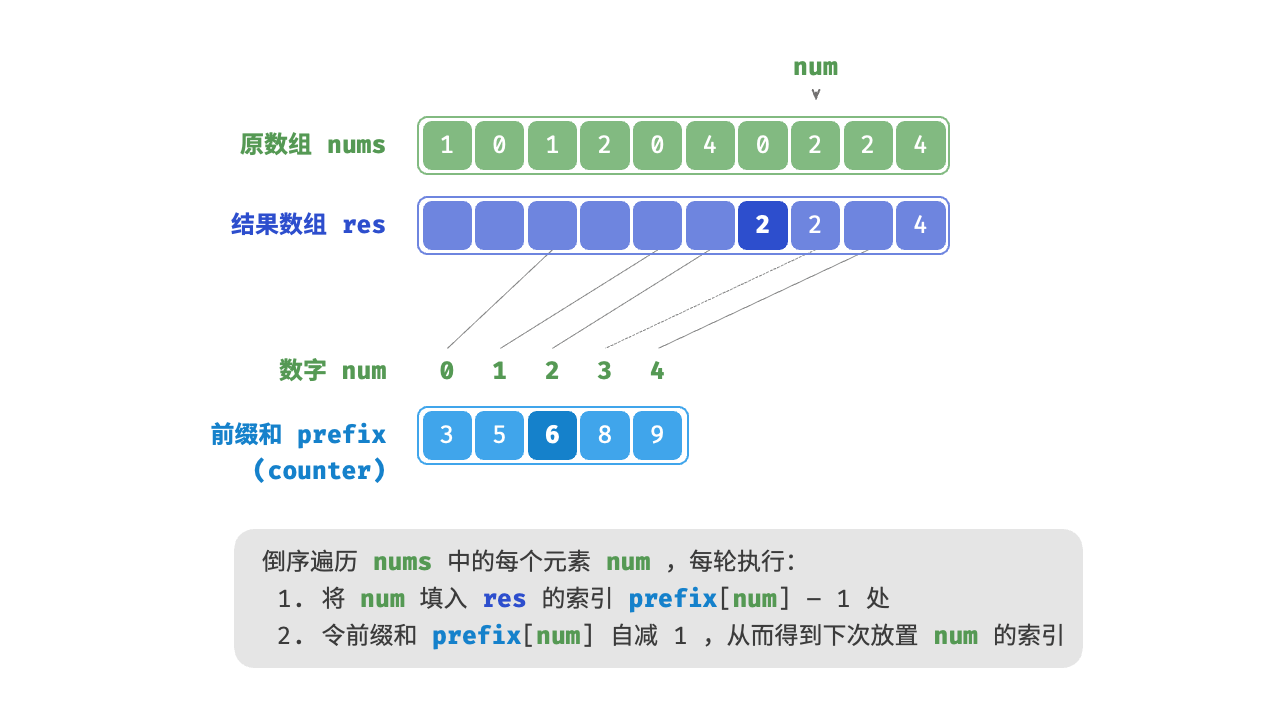 num
原数组 nums 1 0 1 2 0 4 0 2 2 4
结果数组 res 2 2 4
数字 num 0 1 2 3 4
前缀和 prefix 3 5 6 8 9
(counter)
倒序遍历 nums 中的每个元素 num ，每轮执行：
1. 将 num 填入 res 的索引 prefix[num] — 1 处
2. 令前缀和 prefix[num] 自减 1 ，从而得到下次放置 num 的索引